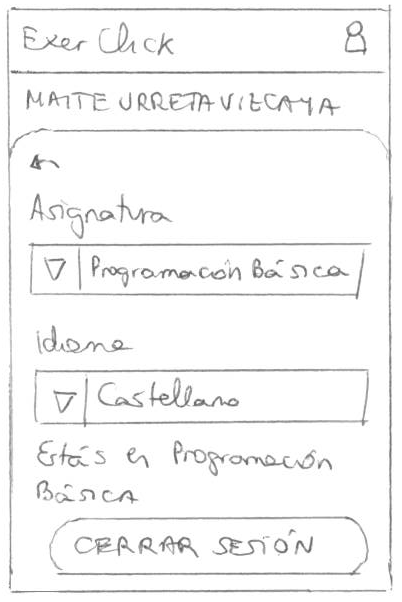 Exer Click
MAITE URRETAVIZCAYA
Asignatura
Programación Básica
idioma
Castellano
Estás en Programación
BÁSICA
CERRAR SESIÓN